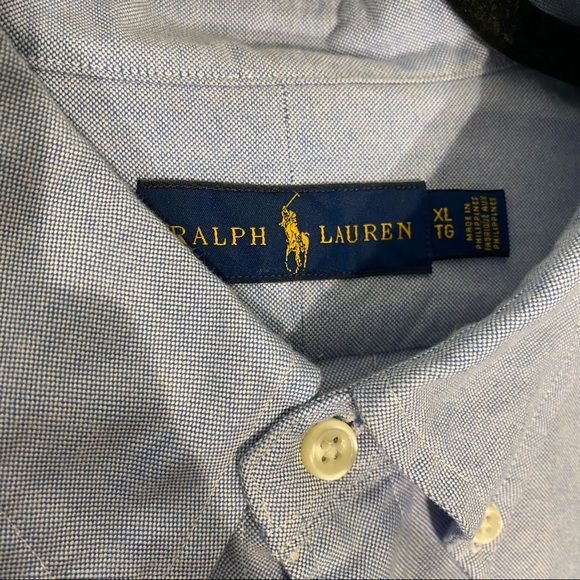 RALPH LAUREN
XL
TG
MADE IN
PHILIPPINES
FABRIQUÉ AUX
PHILIPPINES